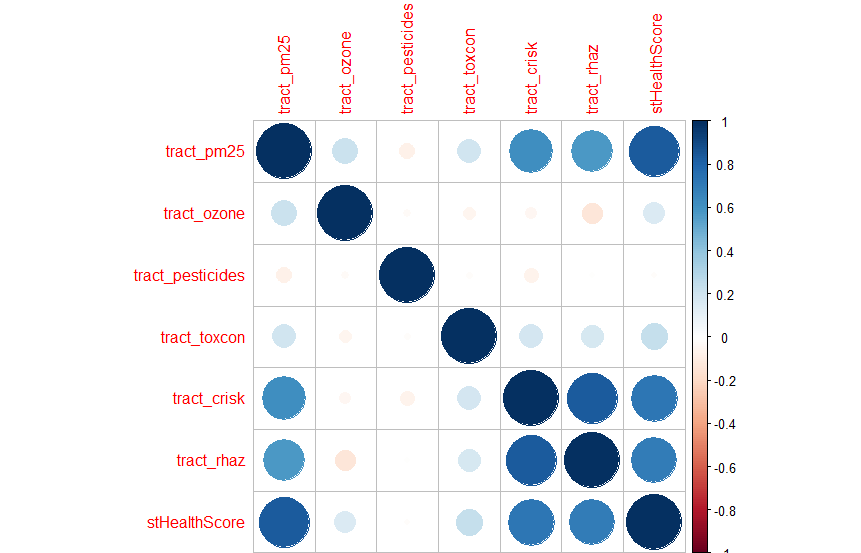 tract_pm25
tract_ozone
tract_pesticides
tract_toxcon
tract_crisk
tract_rhaz
stHealthScore
tract_pm25
tract_ozone
tract_pesticides
tract_toxcon
tract_crisk
tract_rhaz
stHealthScore
1
0.8
0.6
0.4
0.2
0
-0.2
-0.4
-0.6
-0.8
-1